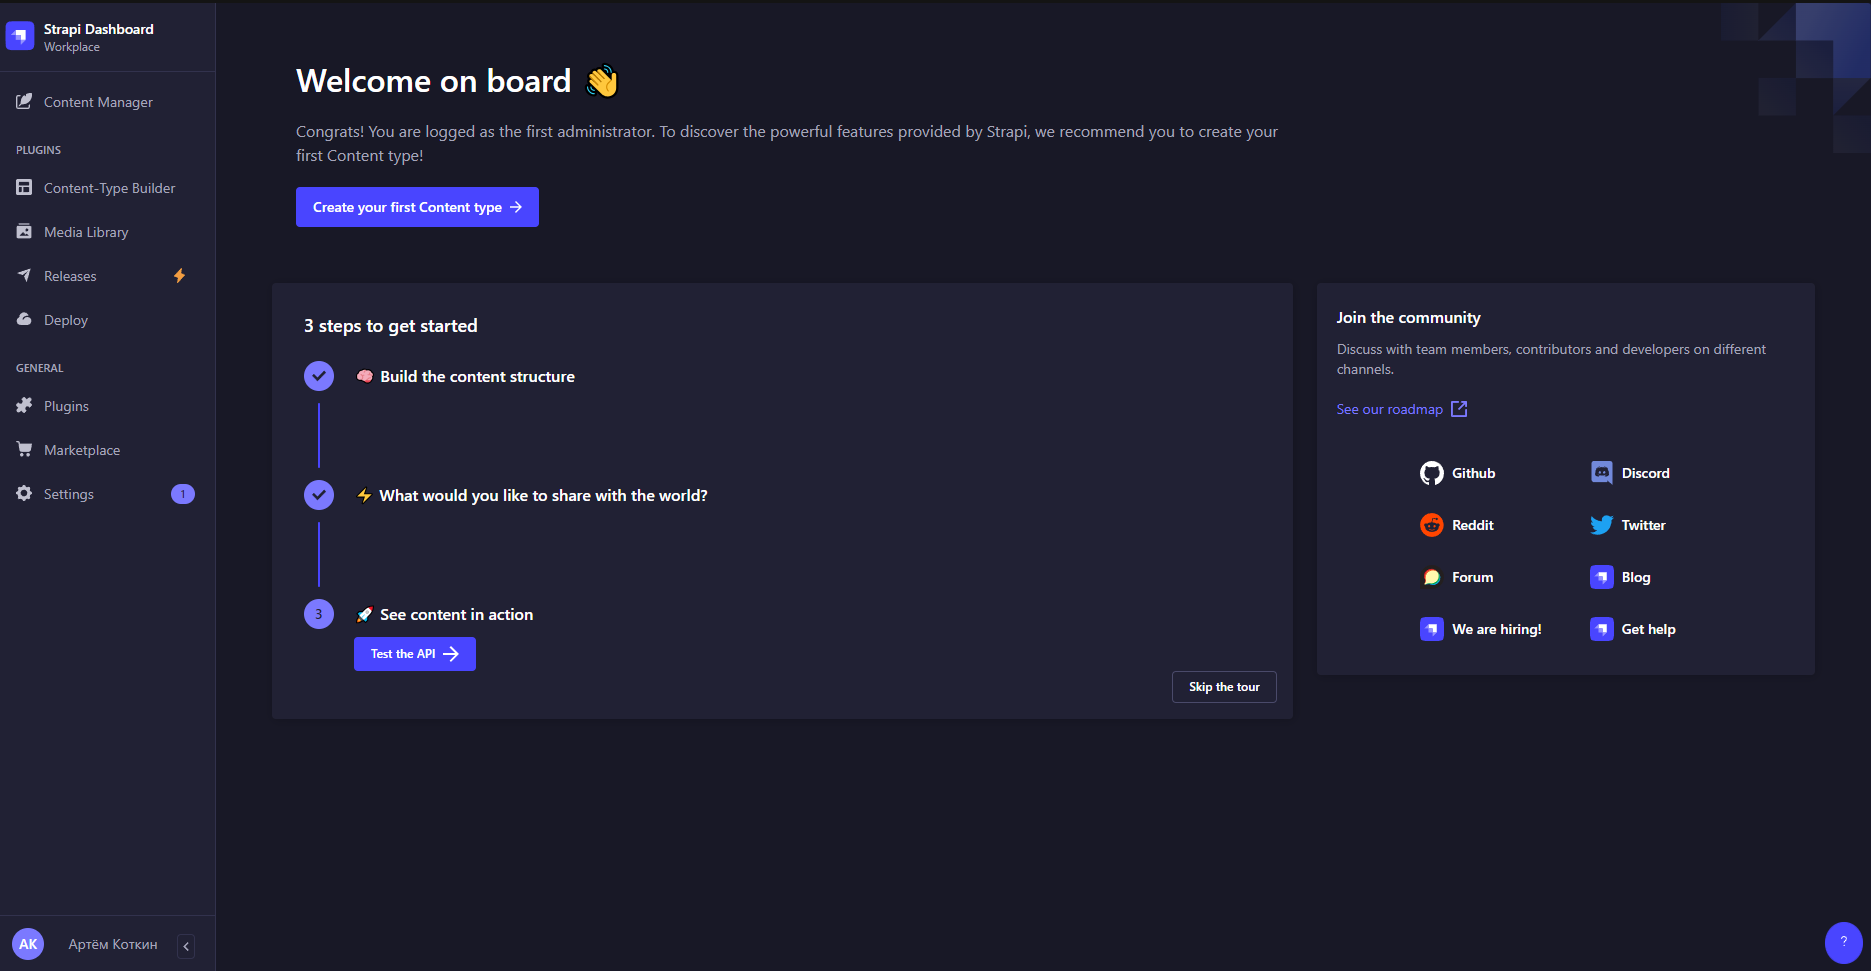 Strapi Dashboard
Workplace
Content Manager
PLUGINS
Content-Type Builder
Media Library
Releases
Deploy
GENERAL
Plugins
Marketplace
Settings
1
AK
Артём Коткин
Welcome on board 👋
Congrats! You are logged as the first administrator. To discover the powerful features provided by Strapi, we recommend you to create your
first Content type!
Create your first Content type
3 steps to get started
🧠 Build the content structure
⚡ What would you like to share with the world?
3
🚀 See content in action
Test the API
Skip the tour
Join the community
Discuss with team members, contributors and developers on different
channels.
See our roadmap
Github
Discord
Reddit
Twitter
Forum
Blog
We are hiring!
Get help
?